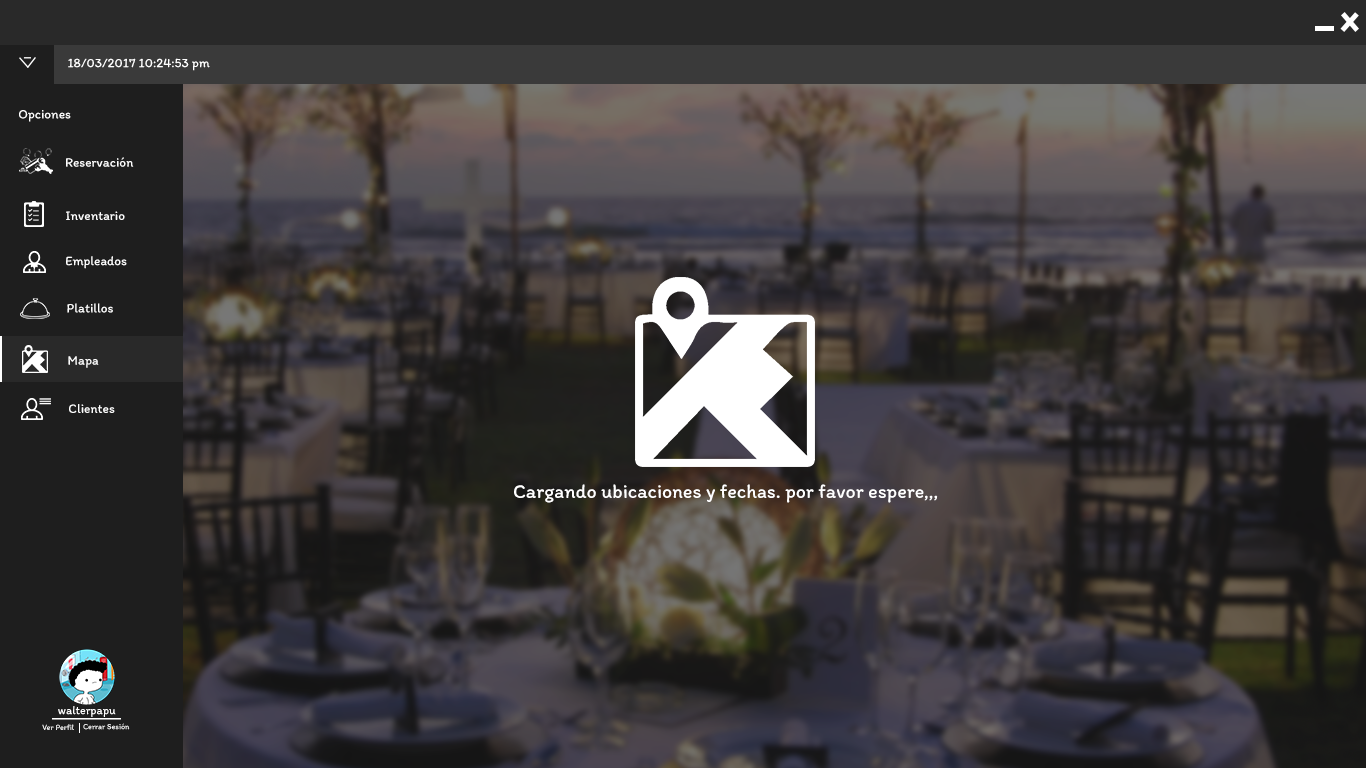 18/03/2017 10:24:53 pm
Opciones
Reservación
Inventario
Empleados
Platillos
Mapa
Clientes
Cargando ubicaciones y fechas. por favor espere,,,
walterpapu
Ver Perfil | Cerrar Sesión